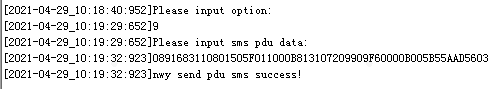 [2021-04-29_10:18:40:952]Please input option:
[2021-04-29_10:19:29:652]9
[2021-04-29_10:19:29:652]Please input sms pdu data:
[2021-04-29_10:19:32:923]0891683110801505F011000B813107209909F60000B005B55AAD5603
[2021-04-29_10:19:32:923]nwy send pdu sms success!